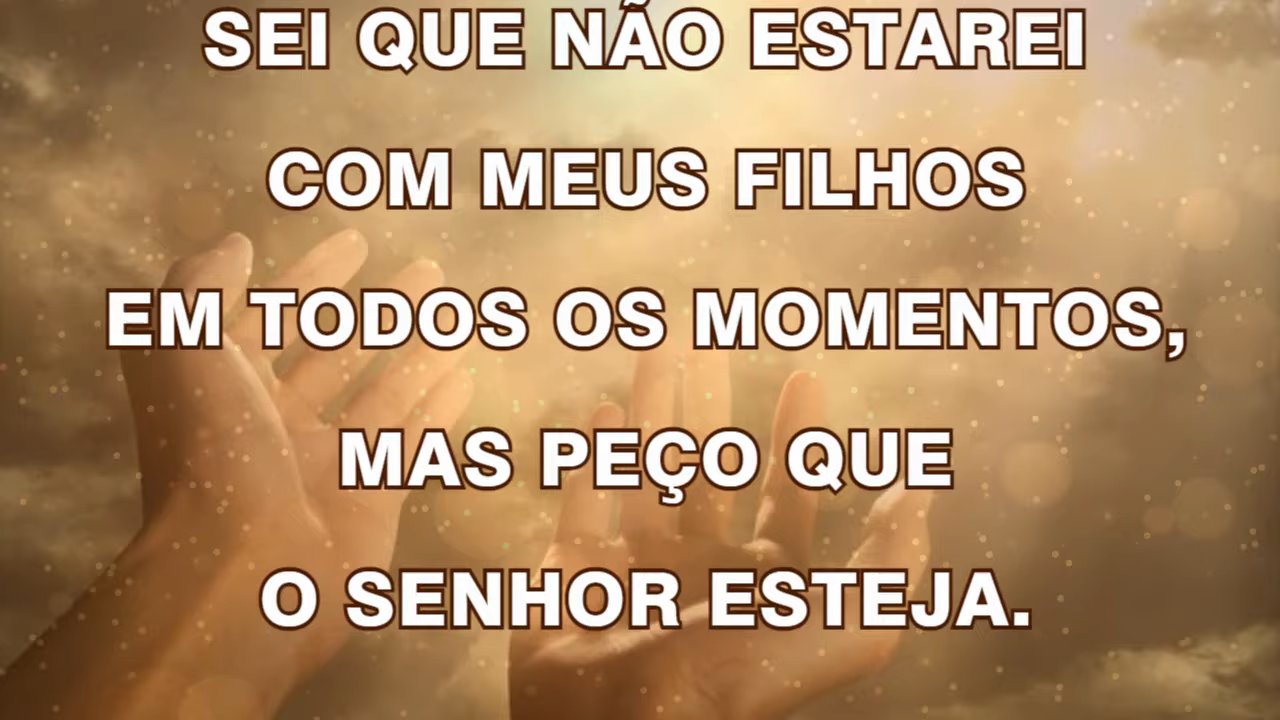 SEI QUE NÃO ESTAREI
COM MEUS FILHOS
EM TODOS OS MOMENTOS,
MAS PEÇO QUE
O SENHOR ESTEJA.